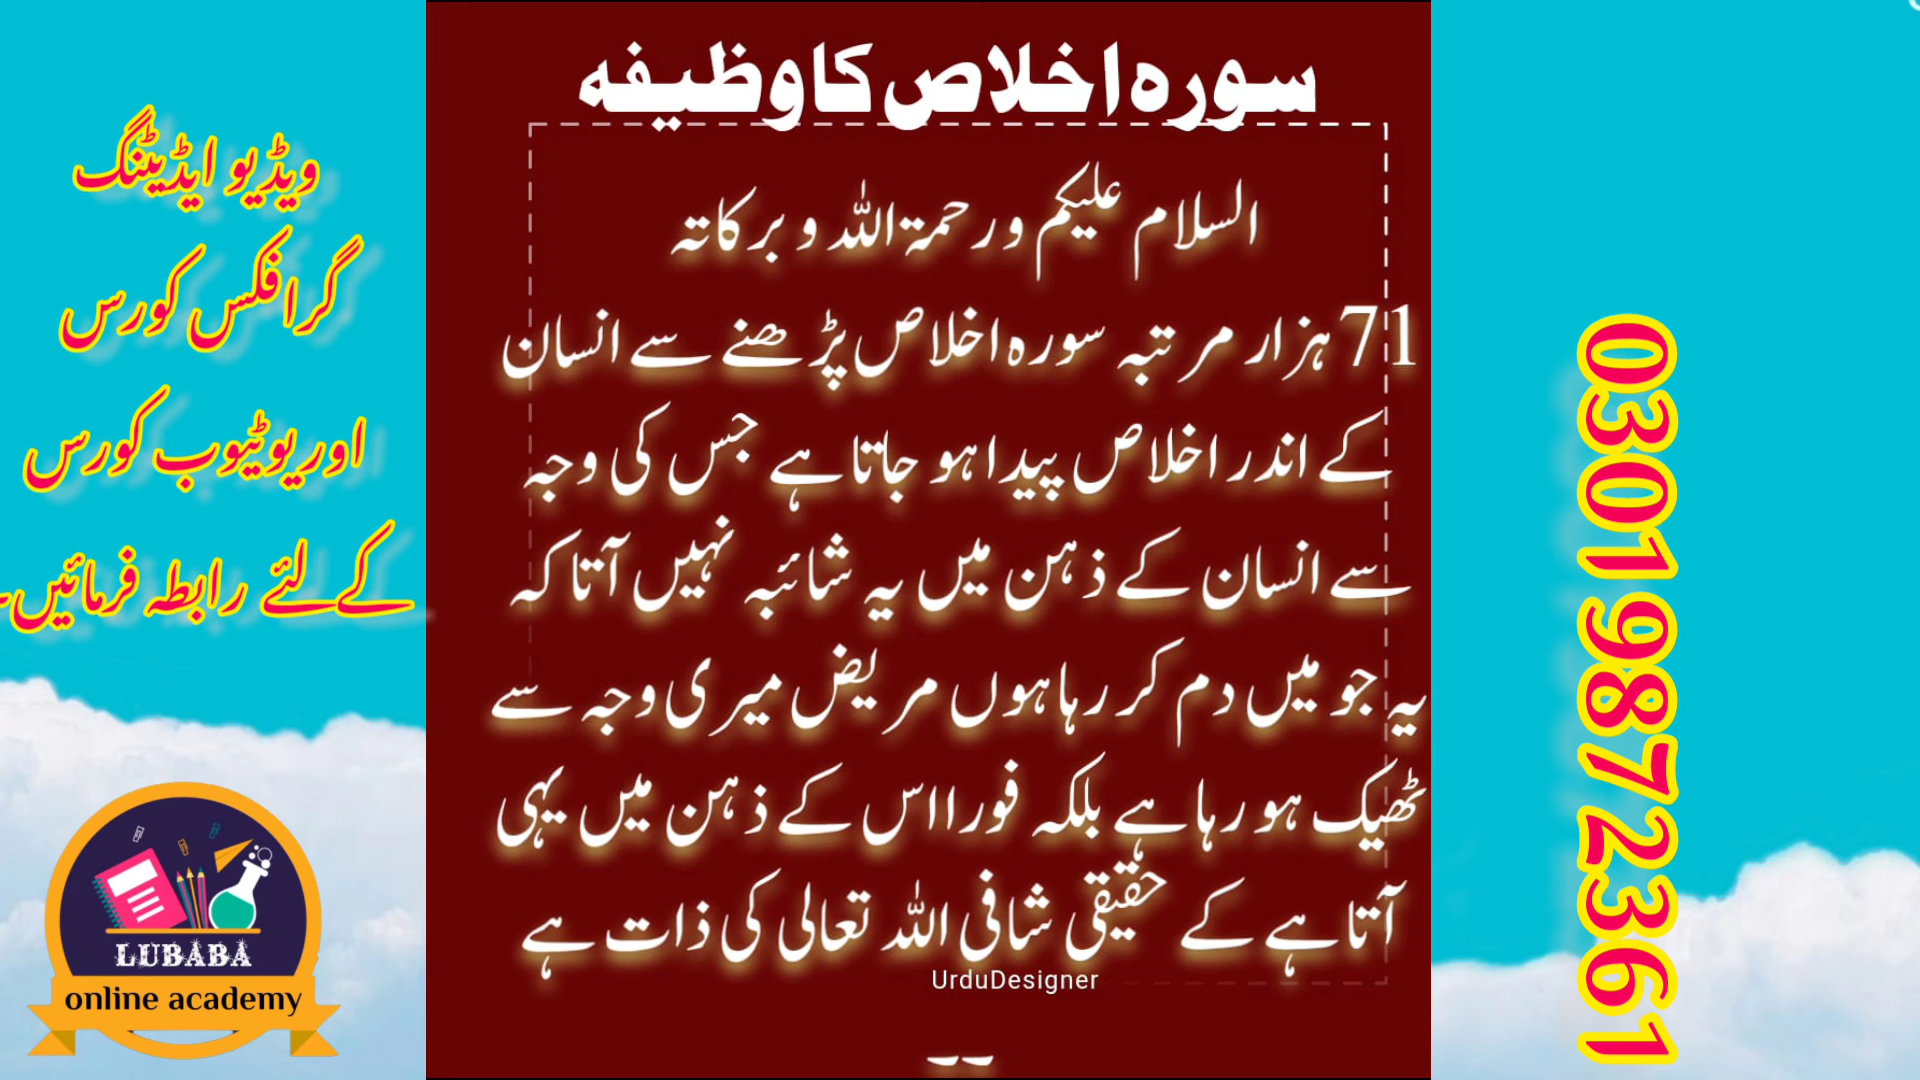 سورہ اخلاص کا وظیفہ
السلام علیکم ورحمۃ اللہ و برکاتہ
71 ہزار مرتبہ سورہ اخلاص پڑھنے سے انسان
کے اندر اخلاص پیدا ہو جاتا ہے جس کی وجہ
سے انسان کے ذہن میں یہ شائبہ نہیں آتا کہ
یہ جو میں دم کر رہا ہوں مریض میری وجہ سے
ٹھیک ہو رہا ہے بلکہ فورا اس کے ذہن میں یہی
آتا ہے کے حقیقی شافی اللہ تعالی کی ذات ہے
UrduDesigner
--
ویڈیو ایڈیٹنگ
گرافکس کورس
اور یوٹیوب کورس
کے لئے رابطہ فرمائیں۔
LUBABA
online academy
03019872361